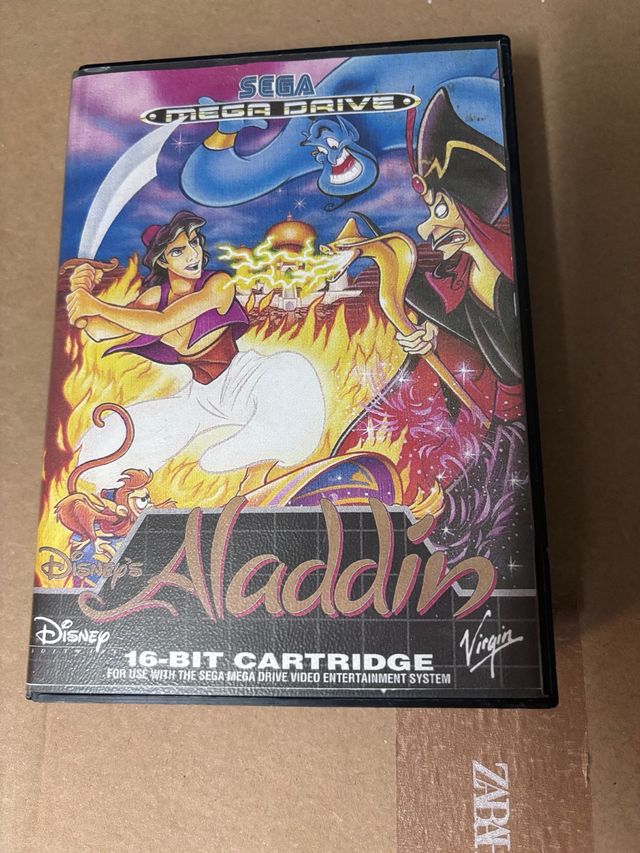 SEGA
MEGA DRIVE
Disney's
Aladdin
Disney
SOFTWARE
Virgin
16-BIT CARTRIDGE
FOR USE WITH THE SEGA MEGA DRIVE VIDEO ENTERTAINMENT SYSTEM